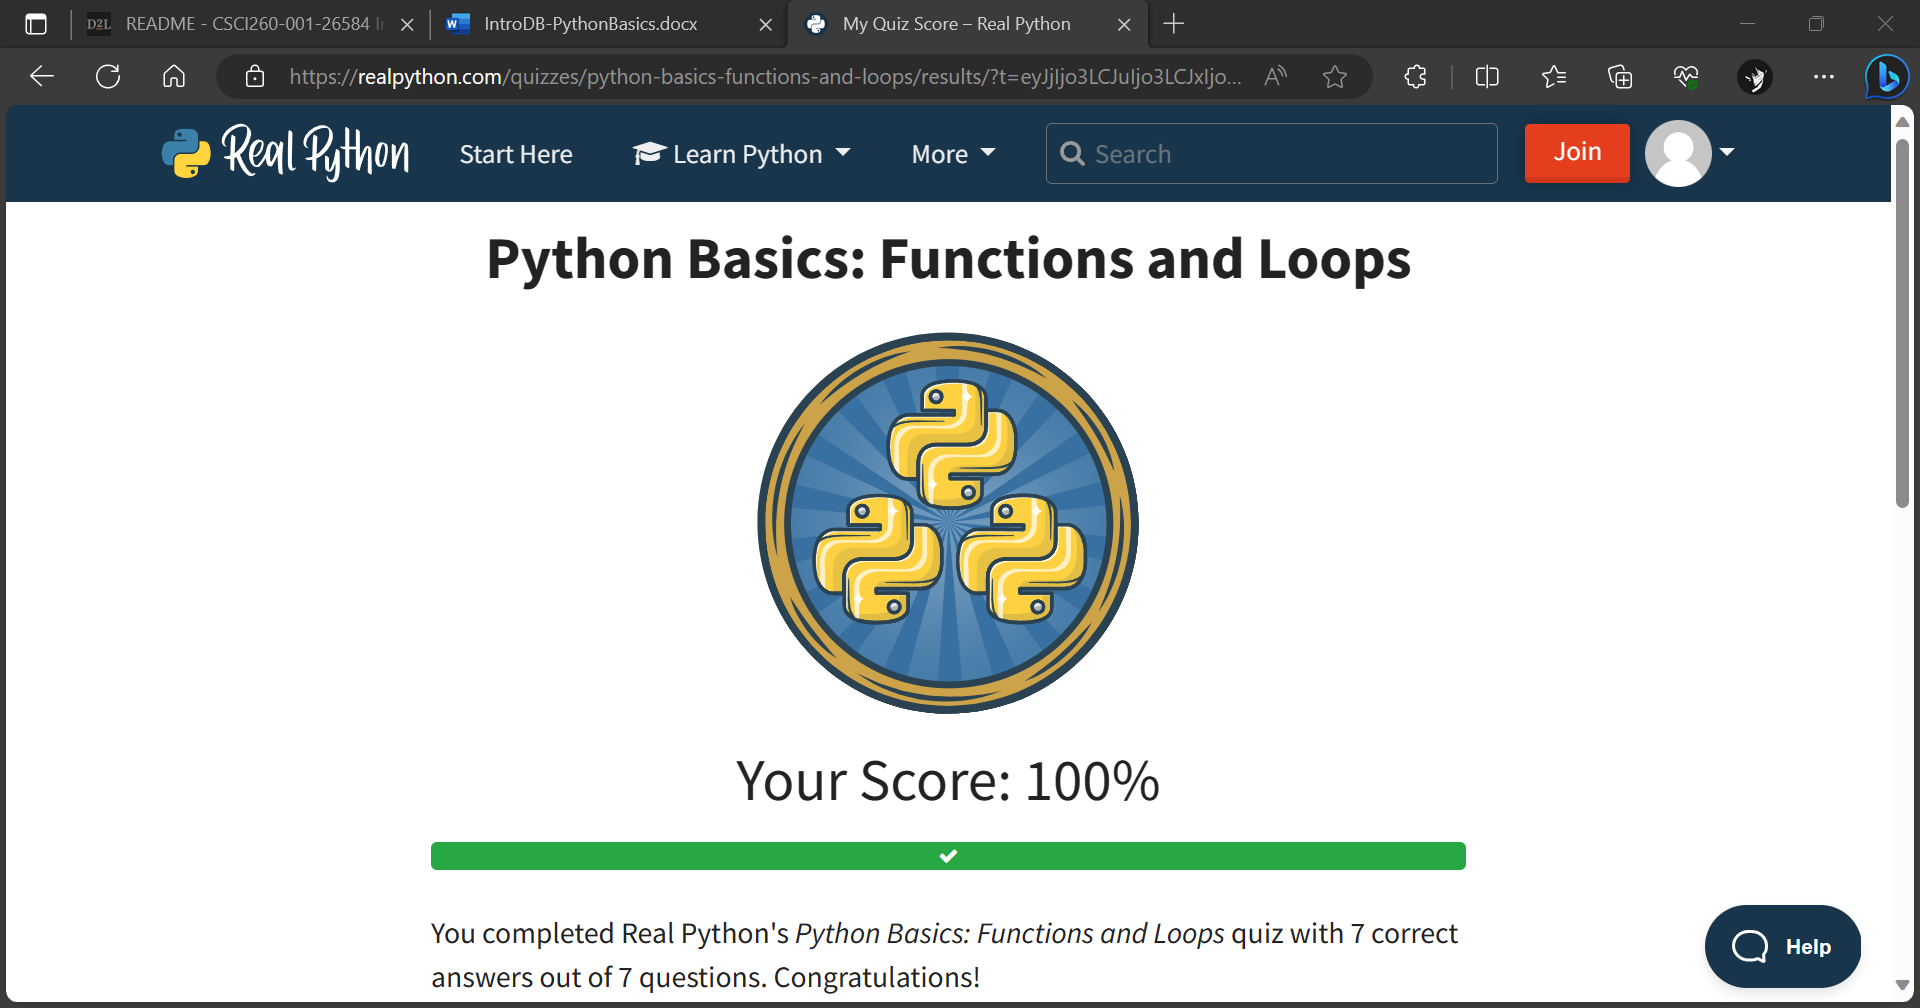 README - CSCI260-001-26584
IntroDB-PythonBasics.docx
My Quiz Score – Real Python
https://realpython.com/quizzes/python-basics-functions-and-loops/results/?t=eyJjIjo3LCJuIjo3LCJxIjo...
Real Python
Start Here
Learn Python
More
Search
Join
Python Basics: Functions and Loops
Your Score: 100%
You completed Real Python's Python Basics: Functions and Loops quiz with 7 correct
answers out of 7 questions. Congratulations!
Help